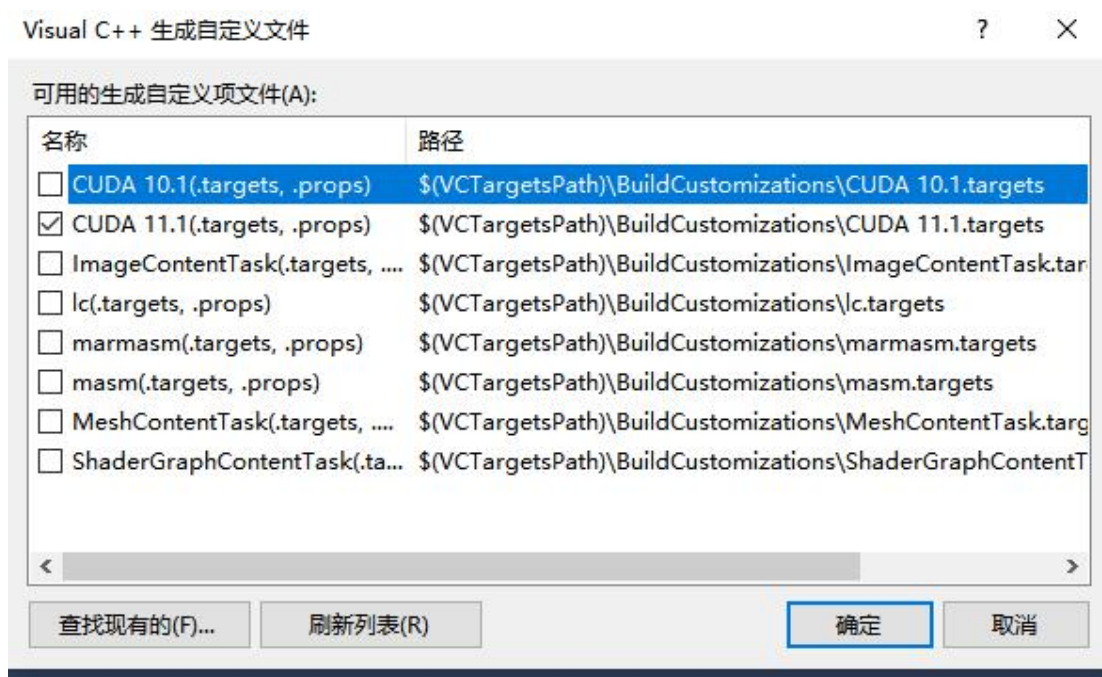 Visual C++ 生成自定义文件 ? ×
可用的生成自定义项文件(A):
名称 路径
CUDA 10.1(.targets, .props) $(VCTargetsPath)\BuildCustomizations\CUDA 10.1.targets
CUDA 11.1(.targets, .props) $(VCTargetsPath)\BuildCustomizations\CUDA 11.1.targets
ImageContentTask(.targets, .... $(VCTargetsPath)\BuildCustomizations\ImageContentTask.tar
lc(.targets, .props) $(VCTargetsPath)\BuildCustomizations\lc.targets
marmasm(.targets, .props) $(VCTargetsPath)\BuildCustomizations\marmasm.targets
masm(.targets, .props) $(VCTargetsPath)\BuildCustomizations\masm.targets
MeshContentTask(.targets, .... $(VCTargetsPath)\BuildCustomizations\MeshContentTask.targ
ShaderGraphContentTask(.ta... $(VCTargetsPath)\BuildCustomizations\ShaderGraphContentT
查找现有的(F)... 刷新列表(R) 确定 取消